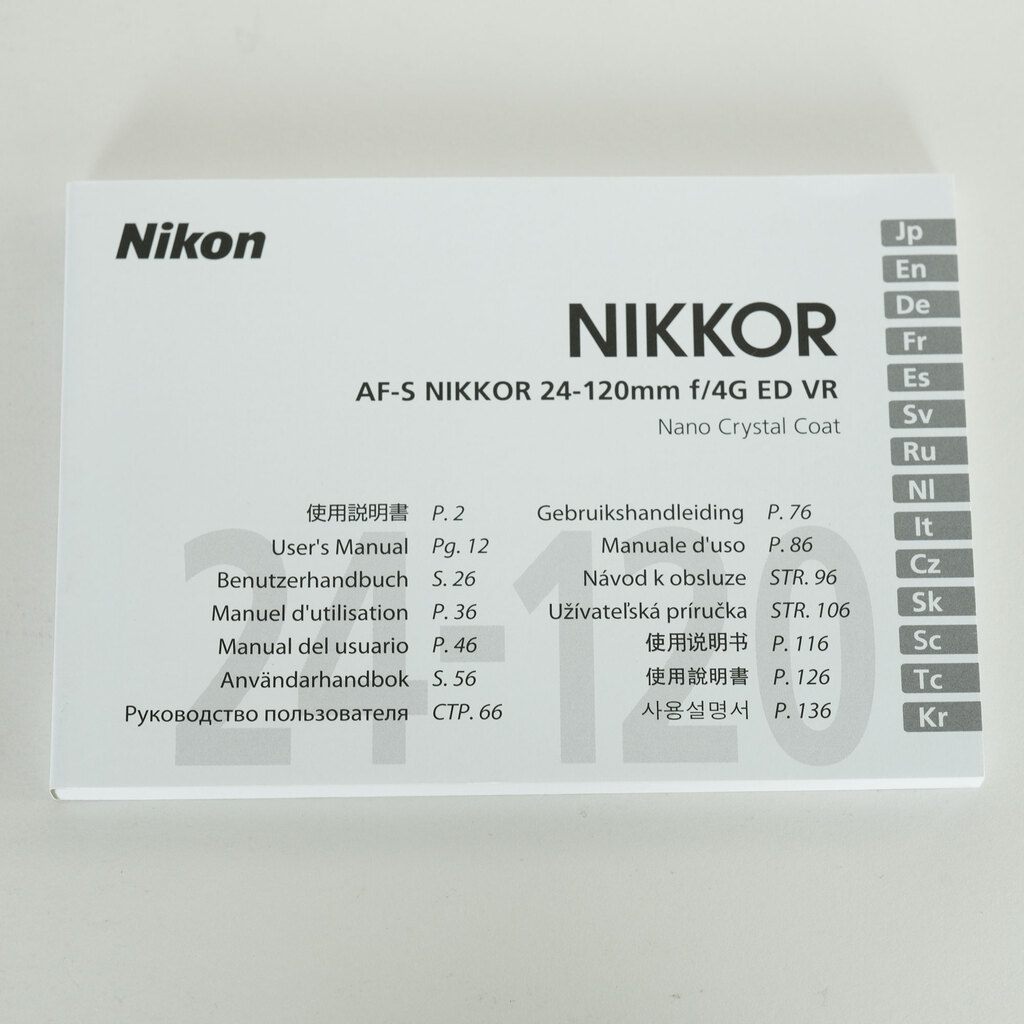 Nikon
NIKKOR
AF-S NIKKOR 24-120mm f/4G ED VR
Nano Crystal Coat
24-120
使用説明書 P. 2
User's Manual Pg. 12
Benutzerhandbuch S. 26
Manuel d'utilisation P. 36
Manual del usuario P. 46
Användarhandbok S. 56
Руководство пользователя СТР. 66
Gebruikshandleiding P. 76
Manuale d'uso P. 86
Návod k obsluze STR. 96
Užívateľská príručka STR. 106
使用说明书 P. 116
使用說明書 P. 126
사용설명서 P. 136
Jp
En
De
Fr
Es
Sv
Ru
Nl
It
Cz
Sk
Sc
Tc
Kr